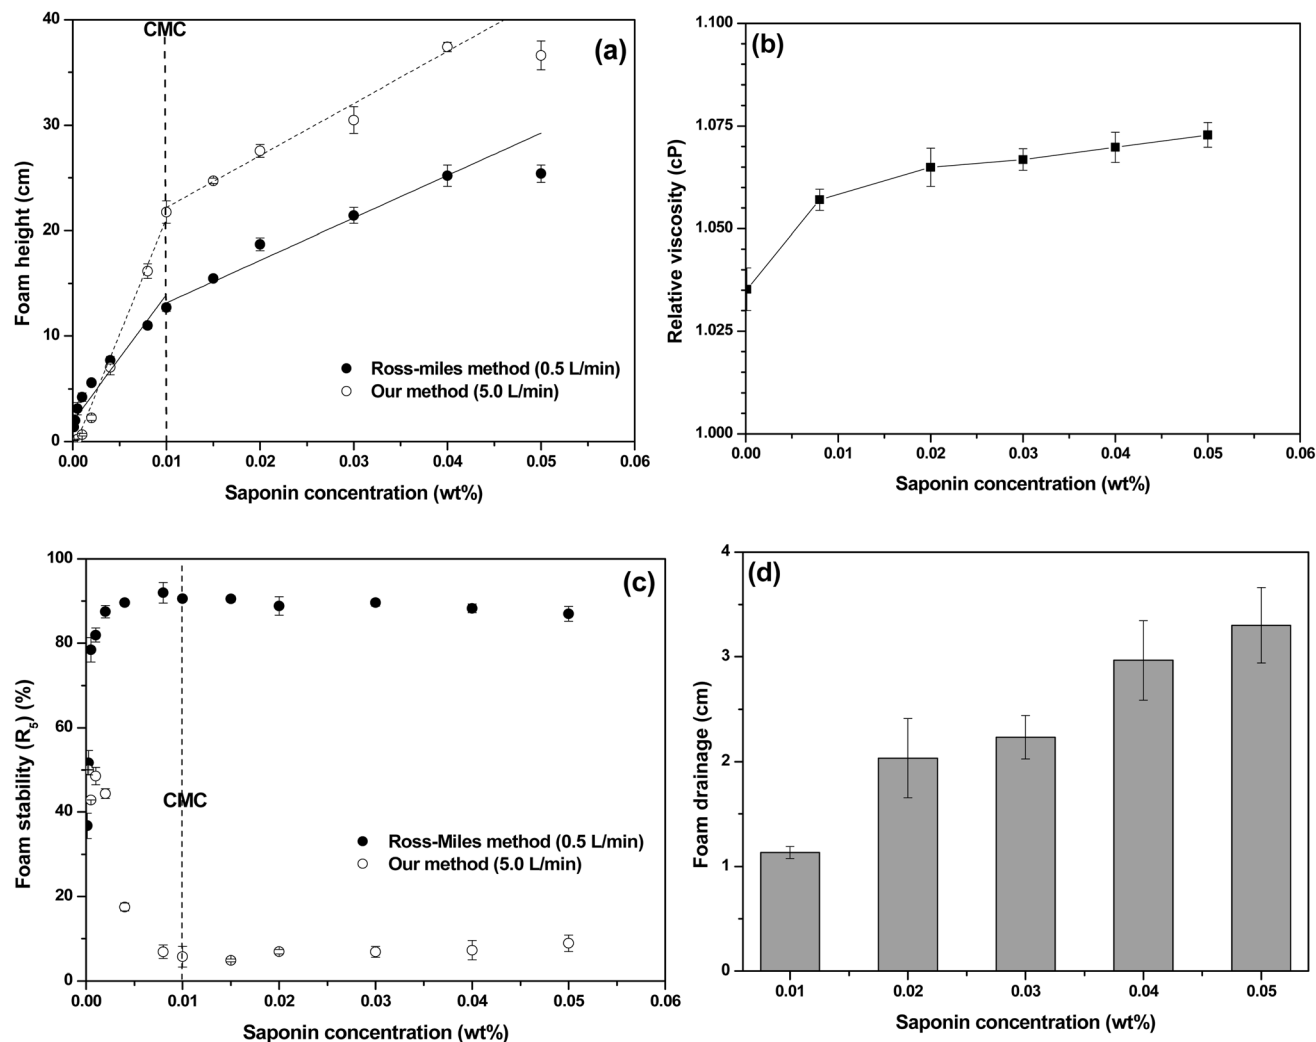 (a)
CMC
Foam height (cm)
40
30
20
10
0
Ross-miles method (0.5 L/min)
Our method (5.0 L/min)
0.00 0.01 0.02 0.03 0.04 0.05 0.06
Saponin concentration (wt%)
(b)
Relative viscosity (cP)
1.100
1.075
1.050
1.025
1.000
0.00 0.01 0.02 0.03 0.04 0.05 0.06
Saponin concentration (wt%)
(c)
Foam stability (R5) (%)
100
80
60
40
20
0
CMC
Ross-Miles method (0.5 L/min)
Our method (5.0 L/min)
0.00 0.01 0.02 0.03 0.04 0.05 0.06
Saponin concentration (wt%)
(d)
Foam drainage (cm)
4
3
2
1
0
0.01 0.02 0.03 0.04 0.05
Saponin concentration (wt%)